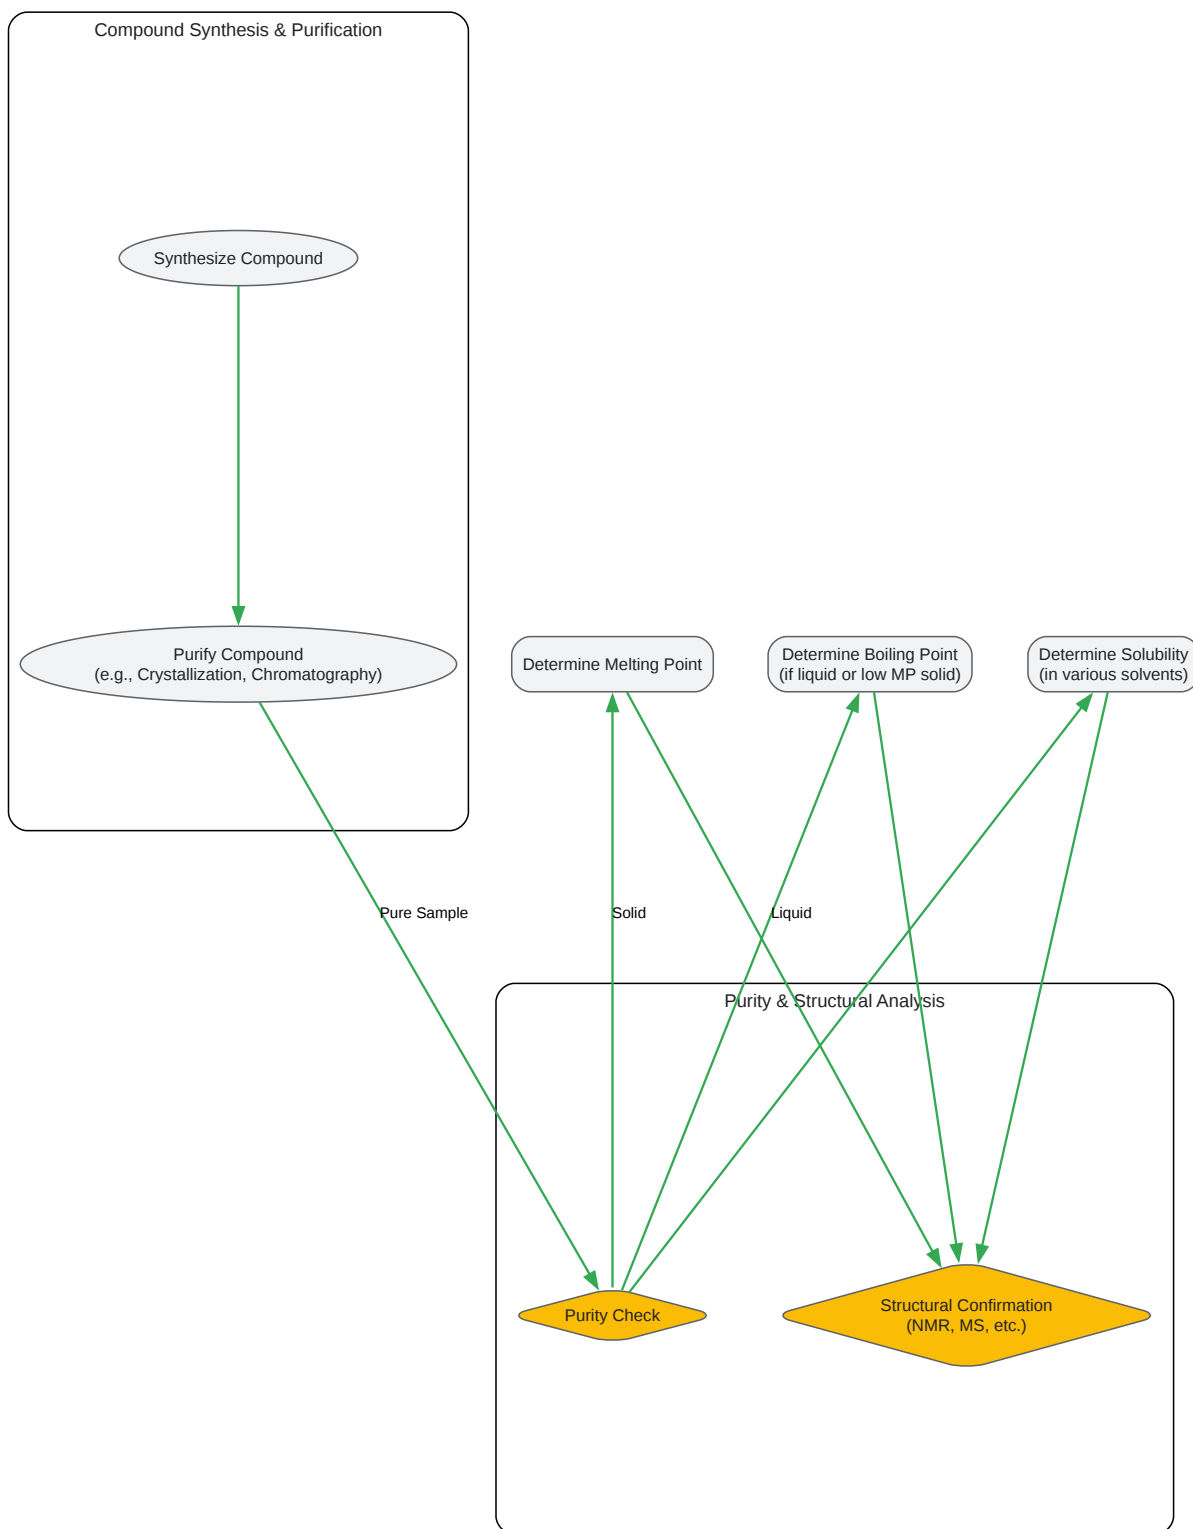 Compound Synthesis & Purification
Synthesize Compound
Purify Compound
(e.g., Crystallization, Chromatography)
Determine Melting Point
Determine Boiling Point
(if liquid or low MP solid)
Determine Solubility
(in various solvents)
Pure Sample
Solid
Liquid
Purity & Structural Analysis
Purity Check
Structural Confirmation
(NMR, MS, etc.)